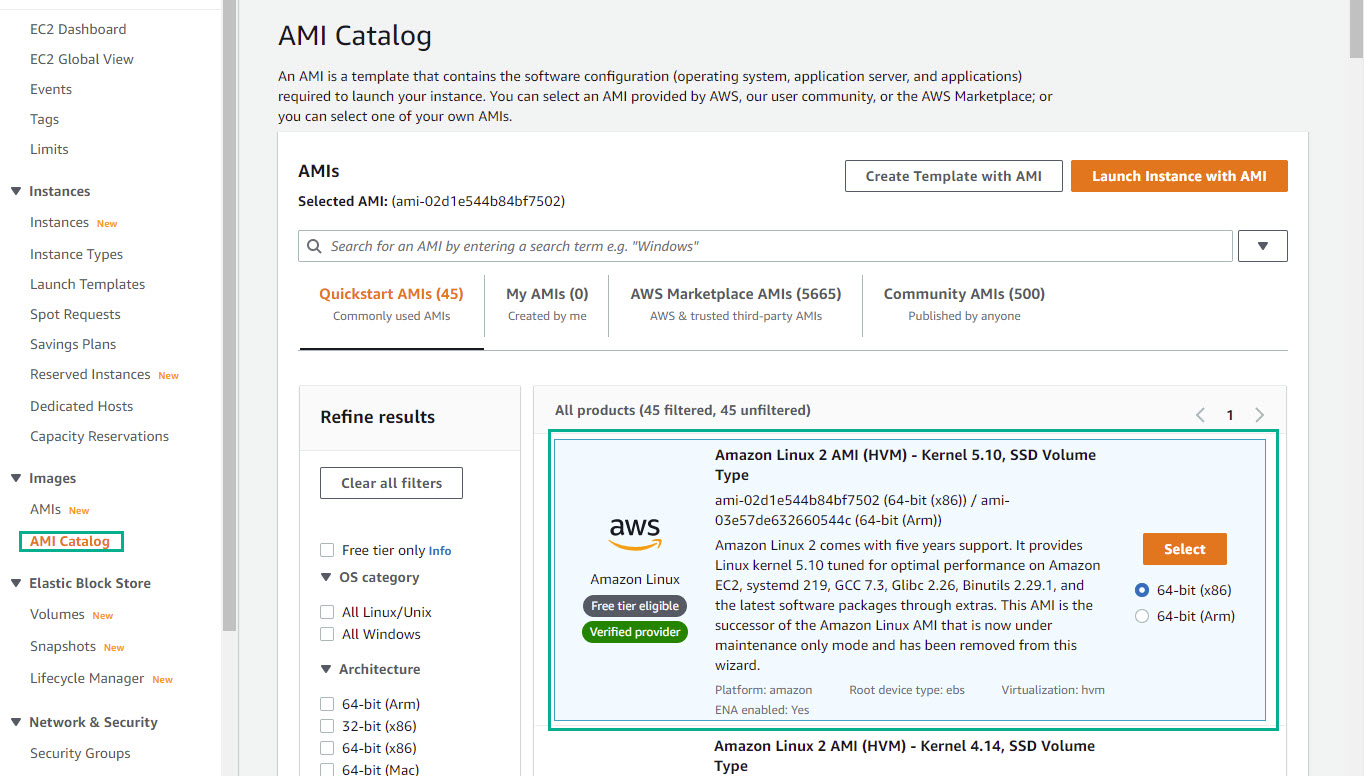 EC2 Dashboard
EC2 Global View
Events
Tags
Limits
Instances
Instances New
Instance Types
Launch Templates
Spot Requests
Savings Plans
Reserved Instances New
Dedicated Hosts
Capacity Reservations
Images
AMIs New
AMI Catalog
Elastic Block Store
Volumes New
Snapshots New
Lifecycle Manager New
Network & Security
Security Groups
AMI Catalog
An AMI is a template that contains the software configuration (operating system, application server, and applications)
required to launch your instance. You can select an AMI provided by AWS, our user community, or the AWS Marketplace; or
you can select one of your own AMIs.
AMIs
Create Template with AMI
Launch Instance with AMI
Selected AMI: (ami-02d1e544b84bf7502)
Search for an AMI by entering a search term e.g. "Windows"
Quickstart AMIs (45)
Commonly used AMIs
My AMIs (0)
Created by me
AWS Marketplace AMIs (5665)
AWS & trusted third-party AMIs
Community AMIs (500)
Published by anyone
Refine results
Clear all filters
Free tier only Info
OS category
All Linux/Unix
All Windows
Architecture
64-bit (Arm)
32-bit (x86)
64-bit (x86)
64-bit (Mac)
All products (45 filtered, 45 unfiltered)
1
aws
Amazon Linux
Free tier eligible
Verified provider
Amazon Linux 2 AMI (HVM) - Kernel 5.10, SSD Volume
Type
ami-02d1e544b84bf7502 (64-bit (x86)) / ami-
03e57de632660544c (64-bit (Arm))
Amazon Linux 2 comes with five years support. It provides
Linux kernel 5.10 tuned for optimal performance on Amazon
EC2, systemd 219, GCC 7.3, Glibc 2.26, Binutils 2.29.1, and
the latest software packages through extras. This AMI is the
successor of the Amazon Linux AMI that is now under
maintenance only mode and has been removed from this
wizard.
Platform: amazon Root device type: ebs Virtualization: hvm
ENA enabled: Yes
Select
64-bit (x86)
64-bit (Arm)
Amazon Linux 2 AMI (HVM) - Kernel 4.14, SSD Volume
Type